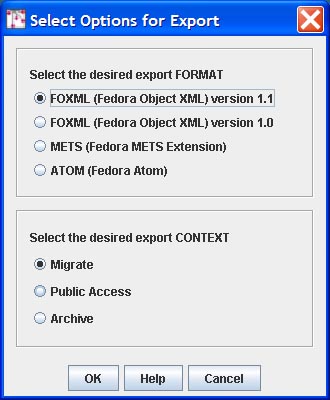 Select Options for Export
Select the desired export FORMAT
FOXML (Fedora Object XML) version 1.1
FOXML (Fedora Object XML) version 1.0
METS (Fedora METS Extension)
ATOM (Fedora Atom)
Select the desired export CONTEXT
Migrate
Public Access
Archive
OK Help Cancel